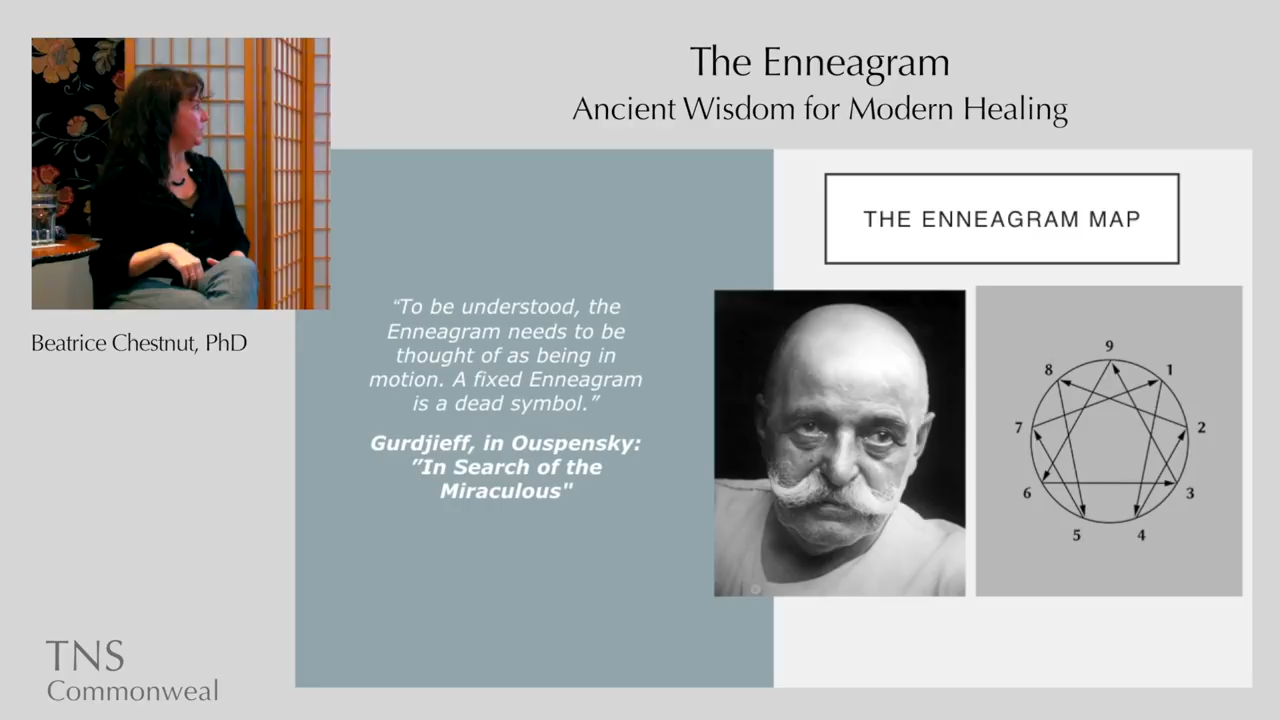 The Enneagram
Ancient Wisdom for Modern Healing
Beatrice Chestnut, PhD
“To be understood, the
Enneagram needs to be
thought of as being in
motion. A fixed Enneagram
is a dead symbol.”
Gurdjieff, in Ouspensky:
”In Search of the
Miraculous"
THE ENNEAGRAM MAP
9
8 1
7 2
6 3
5 4
TNS
Commonweal